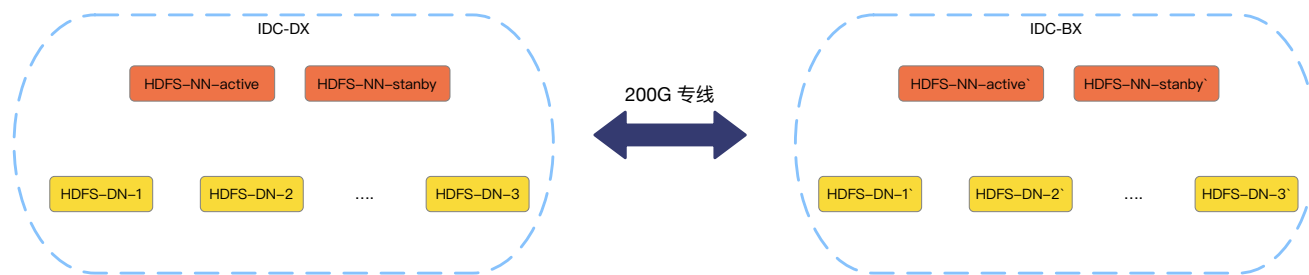 IDC-DX
IDC-BX
HDFS-NN-active
HDFS-NN-stanby
HDFS-NN-active`
HDFS-NN-stanby`
200G 专线
HDFS-DN-1
HDFS-DN-2
....
HDFS-DN-3
HDFS-DN-1`
HDFS-DN-2`
....
HDFS-DN-3`